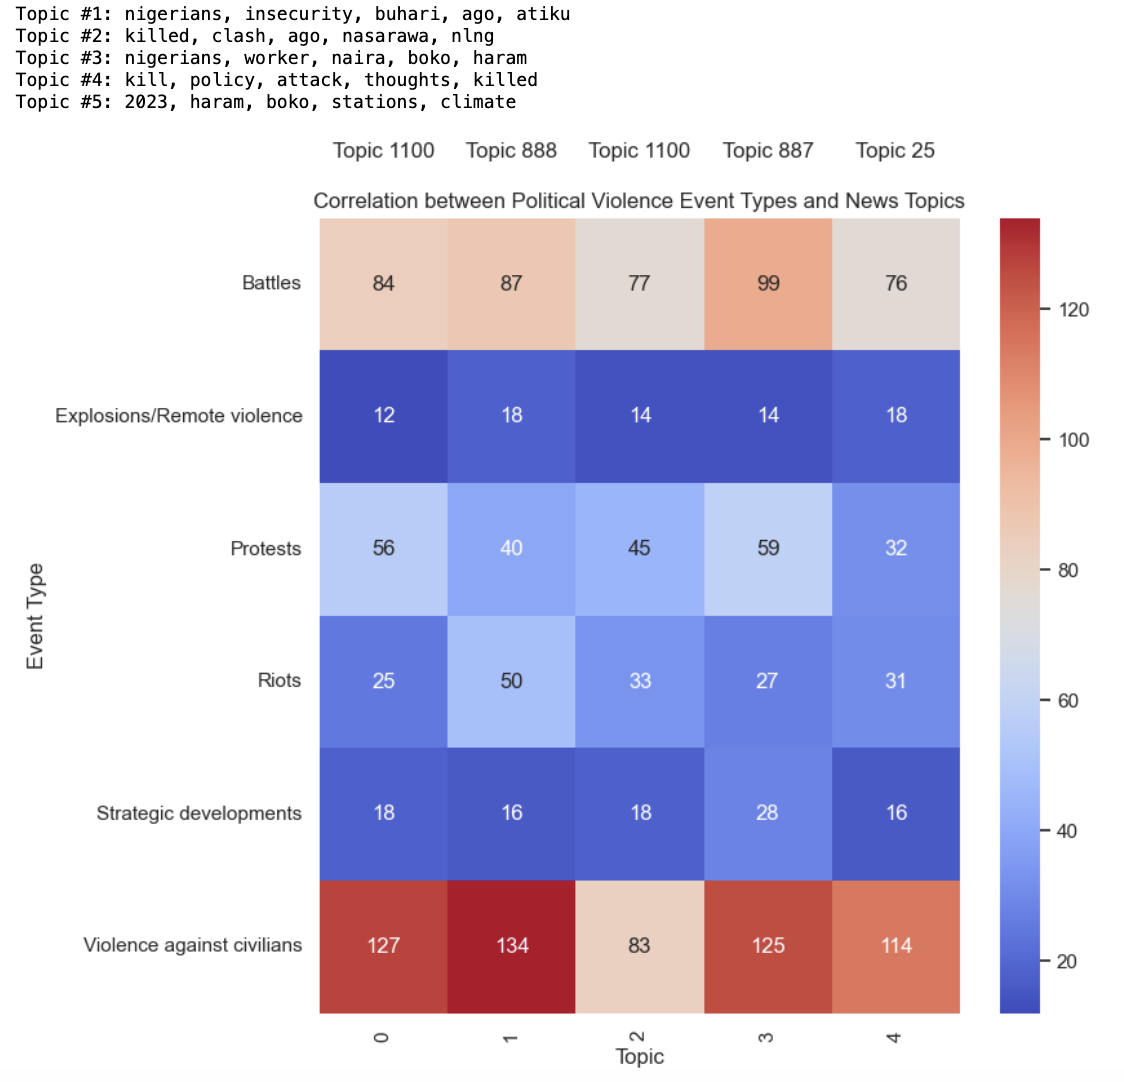 Topic #1: nigerians, insecurity, buhari, ago, atiku
Topic #2: killed, clash, ago, nasarawa, nlng
Topic #3: nigerians, worker, naira, boko, haram
Topic #4: kill, policy, attack, thoughts, killed
Topic #5: 2023, haram, boko, stations, climate
Topic 1100 Topic 888 Topic 1100 Topic 887 Topic 25
Correlation between Political Violence Event Types and News Topics
Battles 84 87 77 99 76
120
100
Explosions/Remote violence 12 18 14 14 18
Protests 56 40 45 59 32
80
Event Type
Riots 25 50 33 27 31
60
Strategic developments 18 16 18 28 16
40
Violence against civilians 127 134 83 125 114
20
0 1 2 3 4
Topic